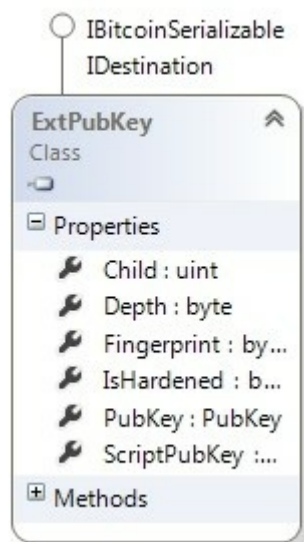 IBitcoinSerializable
IDestination
ExtPubKey
Class
Properties
Child : uint
Depth : byte
Fingerprint : by...
IsHardened : b...
PubKey : PubKey
ScriptPubKey :...
Methods